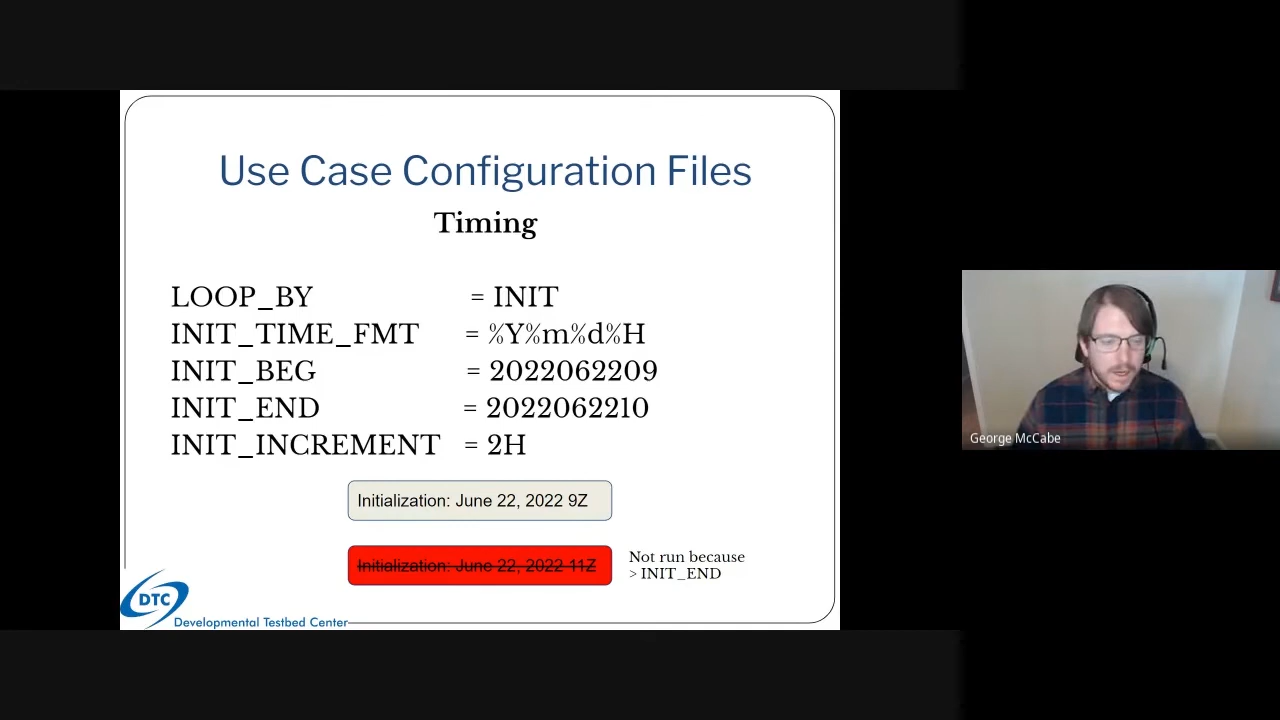 Use Case Configuration Files
Timing
LOOP_BY = INIT
INIT_TIME_FMT = %Y%m%d%H
INIT_BEG = 2022062209
INIT_END = 2022062210
INIT_INCREMENT = 2H
Initialization: June 22, 2022 9Z
Initialization: June 22, 2022 11Z
Not run because
> INIT_END
DTC
Developmental Testbed Center
George McCabe